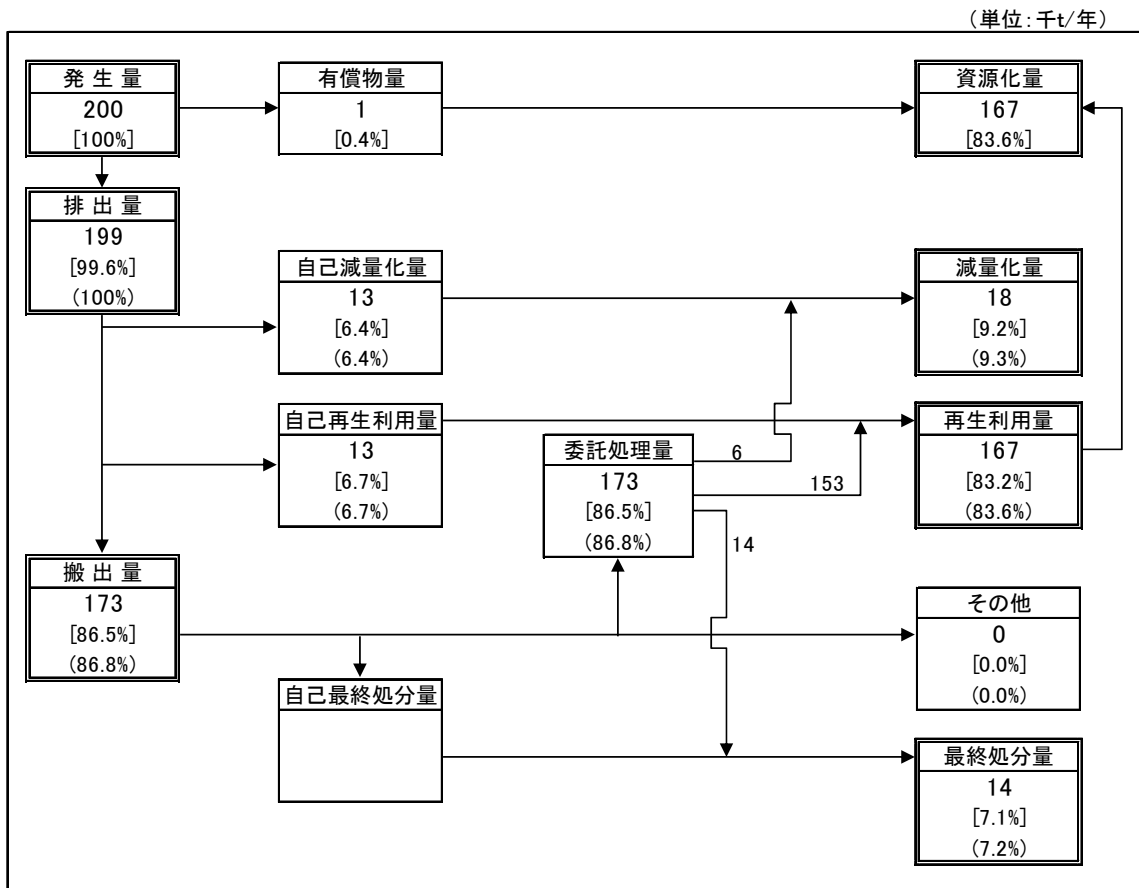 （単位：千t/年）
発生量
200
[100%]
有償物量
1
[0.4%]
資源化量
167
[83.6%]
排出量
199
[99.6%]
(100%)
自己減量化量
13
[6.4%]
(6.4%)
減量化量
18
[9.2%]
(9.3%)
自己再生利用量
13
[6.7%]
(6.7%)
委託処理量
173
[86.5%]
(86.8%)
6
153
14
再生利用量
167
[83.2%]
(83.6%)
搬出量
173
[86.5%]
(86.8%)
その他
0
[0.0%]
(0.0%)
自己最終処分量
最終処分量
14
[7.1%]
(7.2%)